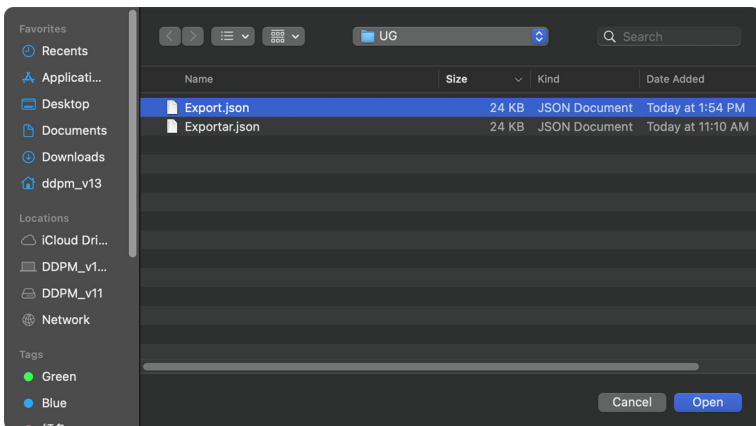 Favorites
Recents
Applicati...
Desktop
Documents
Downloads
ddpm_v13
Locations
iCloud Dri...
DDPM_v1...
DDPM_v11
Network
Tags
Green
Blue
UG
Search
Name Size Kind Date Added
Export.json 24 KB JSON Document Today at 1:54 PM
Exportar.json 24 KB JSON Document Today at 11:10 AM
Cancel Open